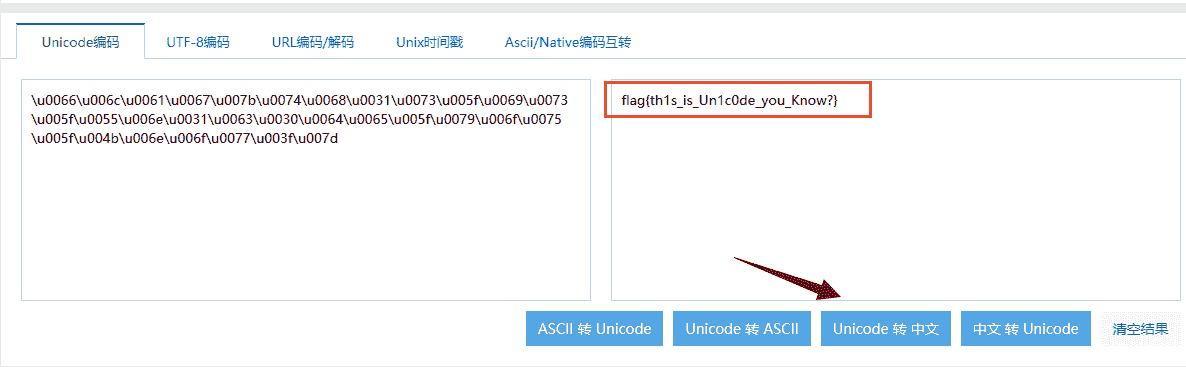 Unicode编码 UTF-8编码 URL编码/解码 Unix时间戳 Ascii/Native编码互转
\u0066\u006c\u0061\u0067\u007b\u0074\u0068\u0031\u0073\u005f\u0069\u0073
\u005f\u0055\u006e\u0031\u0063\u0030\u0064\u0065\u005f\u0079\u006f\u0075
\u005f\u004b\u006e\u006f\u0077\u003f\u007d
flag{th1s_is_Un1c0de_you_Know?}
ASCII 转 Unicode Unicode 转 ASCII Unicode 转 中文 中文 转 Unicode 清空结果